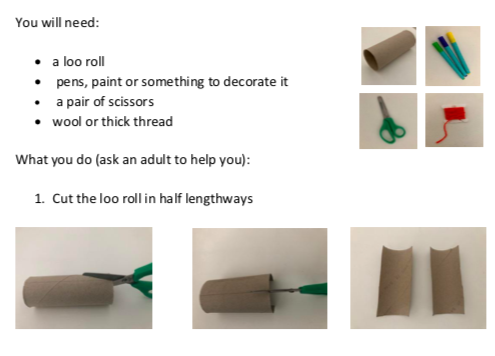 You will need:
• a loo roll
• pens, paint or something to decorate it
• a pair of scissors
• wool or thick thread
What you do (ask an adult to help you):
1. Cut the loo roll in half lengthways